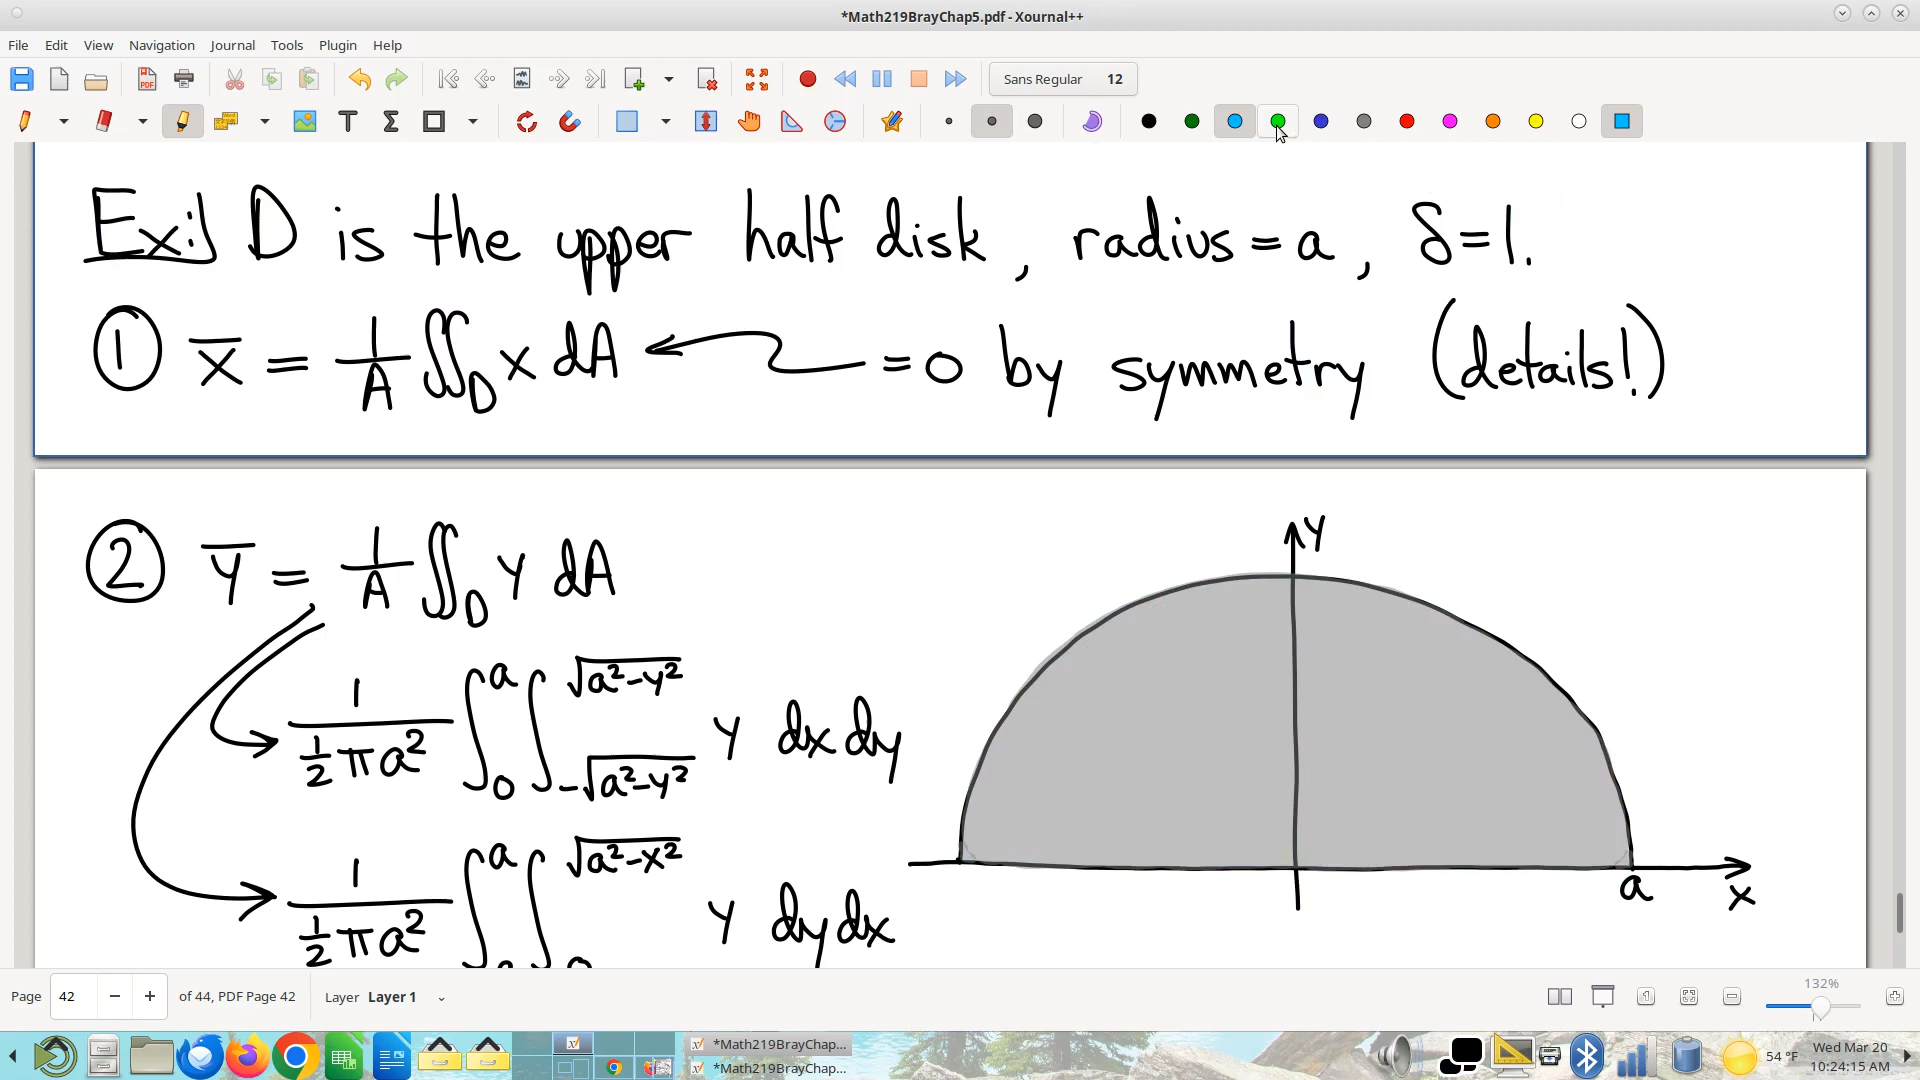 *Math219BrayChap5.pdf - Xournal++
File Edit View Navigation Journal Tools Plugin Help
Sans Regular 12
Ex:1 D is the upper half disk, radius = a, δ=1.
① x̅ = 1/A ∬_D x dA = 0 by symmetry (details!)
② y̅ = 1/A ∬_D y dA
1/(½πa²) ∫_0^a ∫_{-√(a²-y²)}^{√(a²-y²)} y dx dy
1/(½πa²) ∫^a ∫^{√(a²-x²)} y dy dx
y
a
x
Page 42 of 44, PDF Page 42 Layer Layer 1
132%
*Math219BrayChap...
*Math219BrayChap...
54 °F
Wed Mar 20
10:24:15 AM